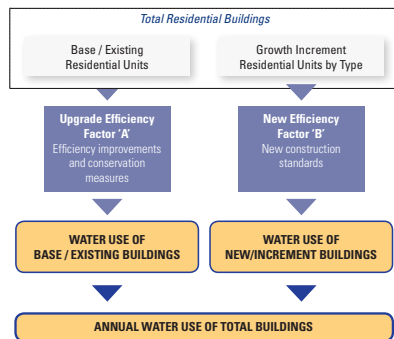 Total Residential Buildings
Base / Existing
Residential Units
Growth Increment
Residential Units by Type
Upgrade Efficiency
Factor ‘A’
Efficiency improvements
and conservation
measures
New Efficiency
Factor ‘B’
New construction
standards
WATER USE OF
BASE / EXISTING BUILDINGS
WATER USE OF
NEW/INCREMENT BUILDINGS
ANNUAL WATER USE OF TOTAL BUILDINGS